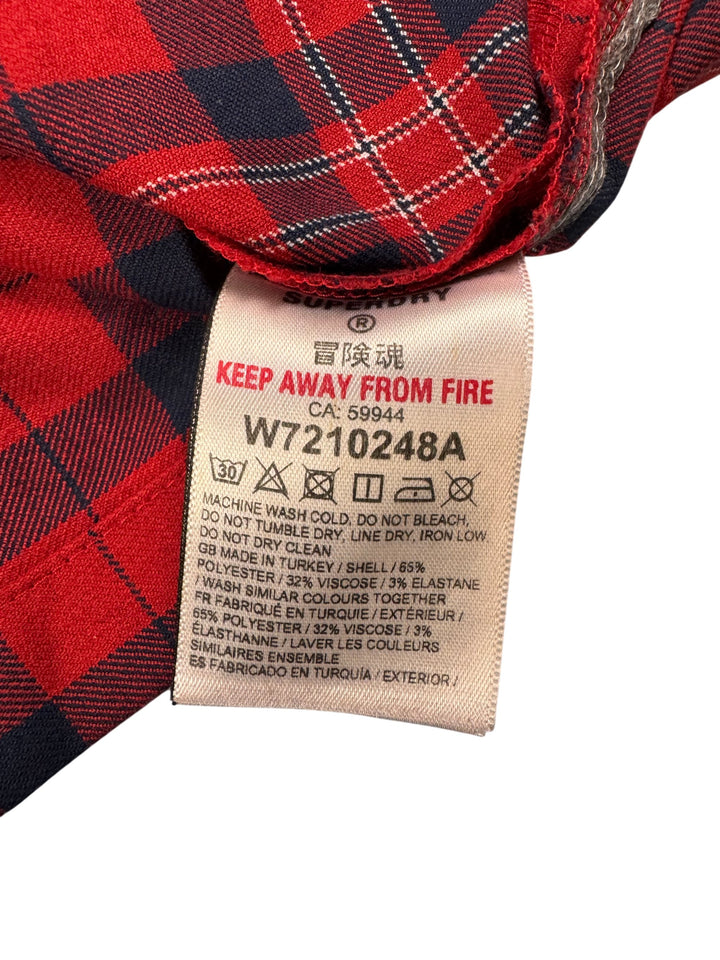 SUPERDRY
®
冒険魂
KEEP AWAY FROM FIRE
CA: 59944
W7210248A
30
MACHINE WASH COLD, DO NOT BLEACH,
DO NOT TUMBLE DRY, LINE DRY, IRON LOW
DO NOT DRY CLEAN
GB MADE IN TURKEY / SHELL / 65%
POLYESTER / 32% VISCOSE / 3% ELASTANE
/ WASH SIMILAR COLOURS TOGETHER
FR FABRIQUÉ EN TURQUIE / EXTÉRIEUR /
65% POLYESTER / 32% VISCOSE / 3%
ÉLASTHANNE / LAVER LES COULEURS
SIMILAIRES ENSEMBLE
ES FABRICADO EN TURQUÍA / EXTERIOR /